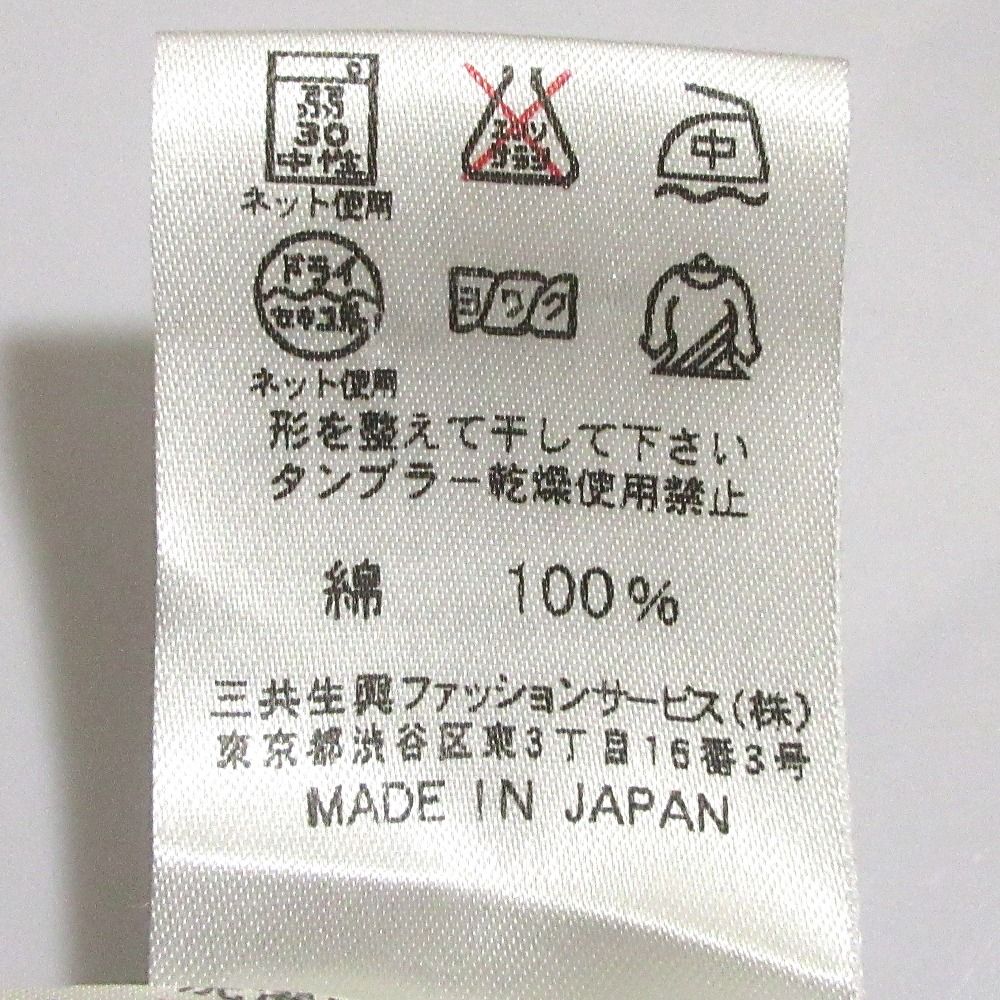 弱
30
中性
ネット使用
エンソ
サラシ
中
ドライ
セキユ系
ネット使用
ヨワク
形を整えて干して下さい
タンブラー乾燥使用禁止
綿 100%
三共生興ファッションサービス(株)
東京都渋谷区東3丁目16番3号
MADE IN JAPAN